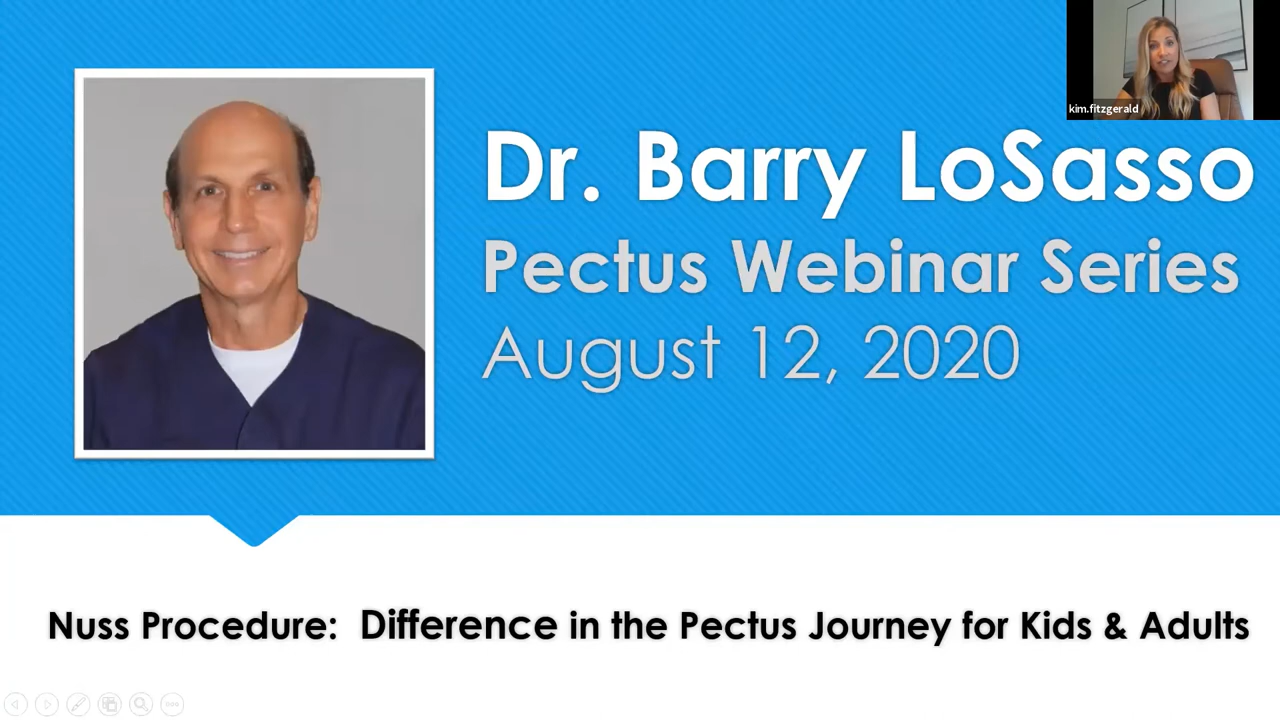 kim.fitzgerald
Dr. Barry LoSasso
Pectus Webinar Series
August 12, 2020
Nuss Procedure:  Difference in the Pectus Journey for Kids & Adults